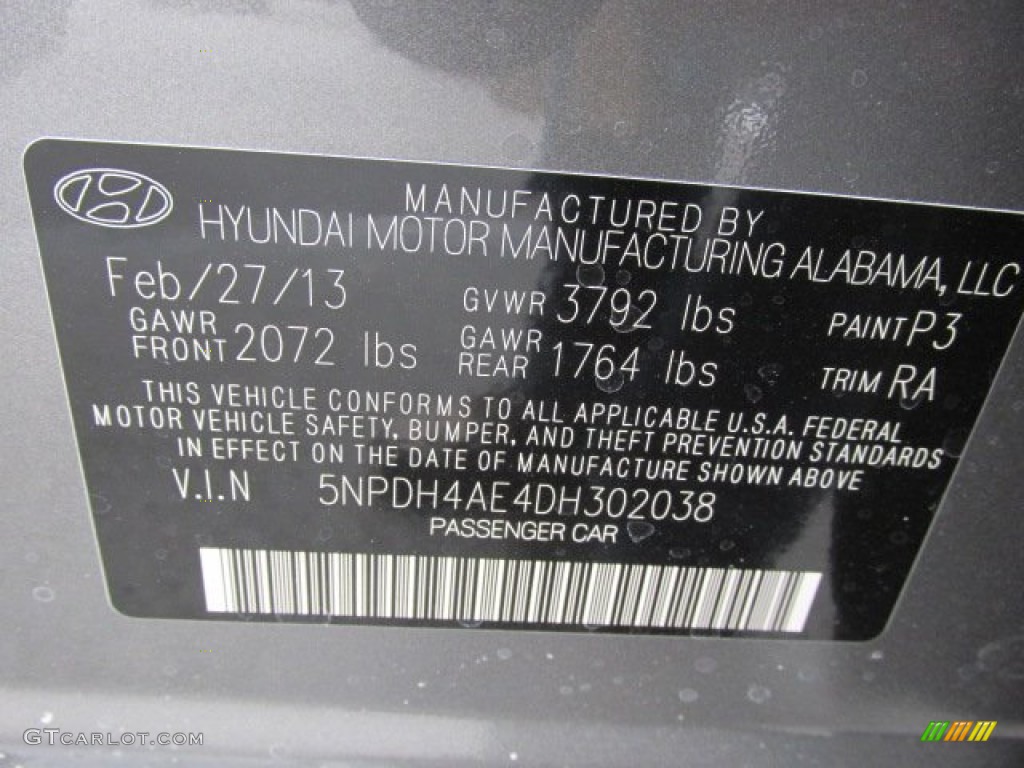 MANUFACTURED BY
HYUNDAI MOTOR MANUFACTURING ALABAMA, LLC
Feb/27/13 GVWR 3792 lbs PAINT P3
GAWR FRONT 2072 lbs GAWR REAR 1764 lbs TRIM RA
THIS VEHICLE CONFORMS TO ALL APPLICABLE U.S.A. FEDERAL
MOTOR VEHICLE SAFETY, BUMPER, AND THEFT PREVENTION STANDARDS
IN EFFECT ON THE DATE OF MANUFACTURE SHOWN ABOVE
V.I.N 5NPDH4AE4DH302038
PASSENGER CAR
GTCARLOT.COM